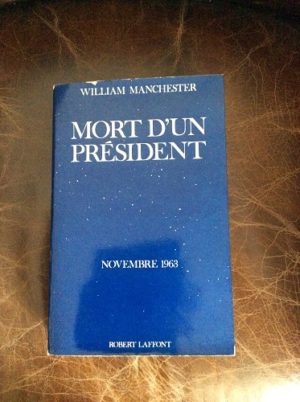 WILLIAM MANCHESTER
MORT D'UN
PRÉSIDENT
NOVEMBRE 1963
ROBERT LAFFONT